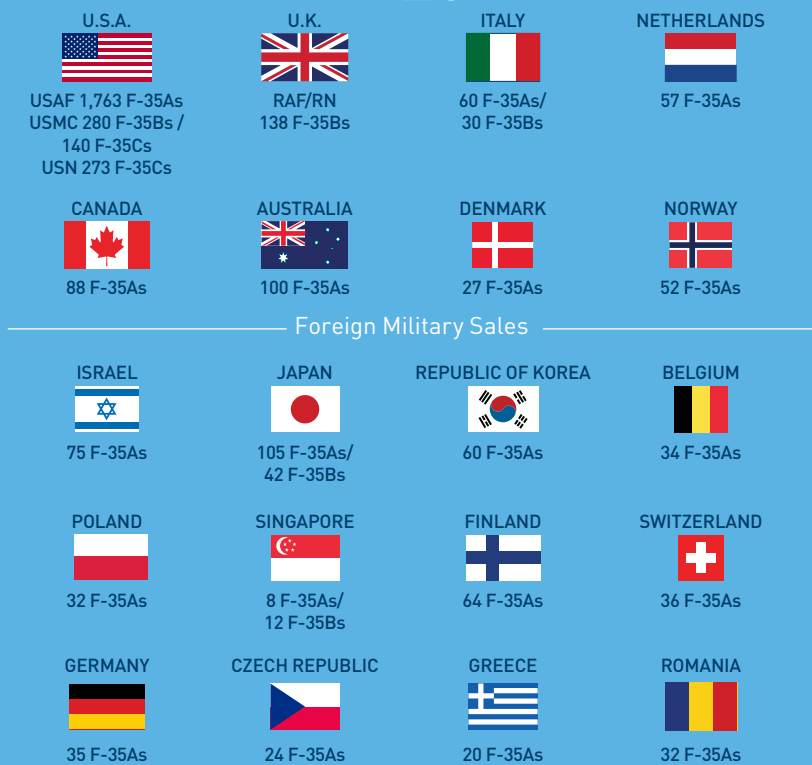 U.S.A.
USAF 1,763 F-35As
USMC 280 F-35Bs /
140 F-35Cs
USN 273 F-35Cs
U.K.
RAF/RN
138 F-35Bs
ITALY
60 F-35As/
30 F-35Bs
NETHERLANDS
57 F-35As
CANADA
88 F-35As
AUSTRALIA
100 F-35As
DENMARK
27 F-35As
NORWAY
52 F-35As
Foreign Military Sales
ISRAEL
75 F-35As
JAPAN
105 F-35As/
42 F-35Bs
REPUBLIC OF KOREA
60 F-35As
BELGIUM
34 F-35As
POLAND
32 F-35As
SINGAPORE
8 F-35As/
12 F-35Bs
FINLAND
64 F-35As
SWITZERLAND
36 F-35As
GERMANY
35 F-35As
CZECH REPUBLIC
24 F-35As
GREECE
20 F-35As
ROMANIA
32 F-35As